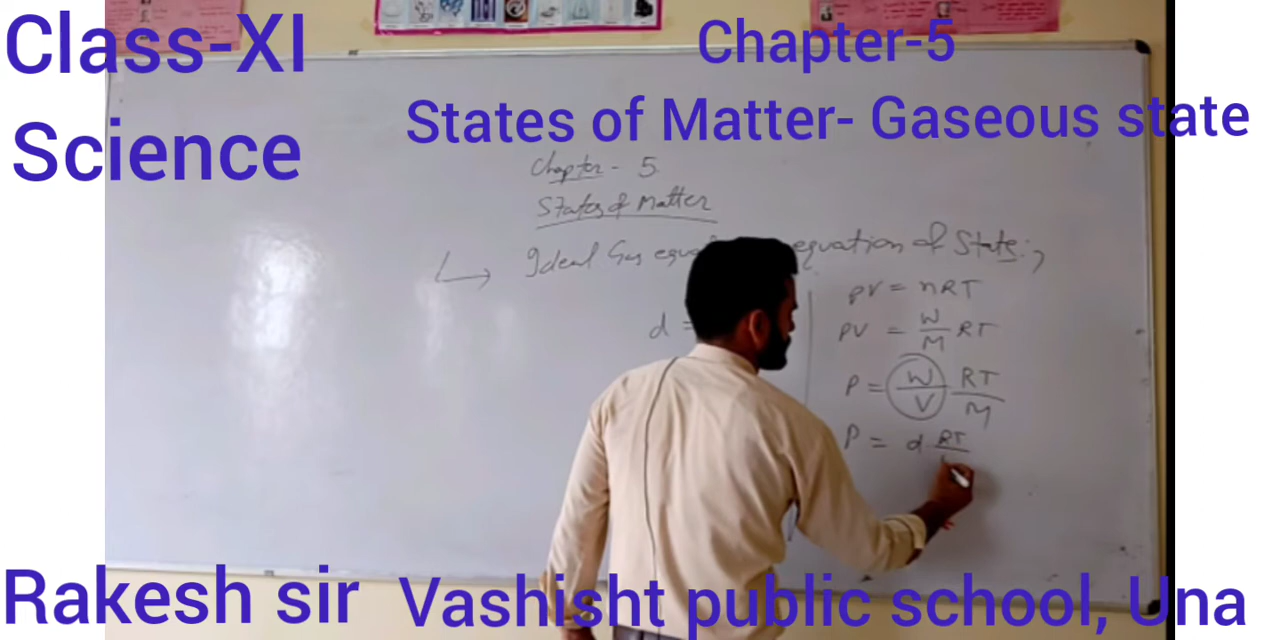 Class-XI
Science
Chapter-5
States of Matter- Gaseous state
Chapter - 5
States of Matter
Ideal Gas equation of State:,
PV = nRT
PV = W/M RT
P = W/V RT/M
d =
P = d RT
Rakesh sir
Vashisht public school, Una